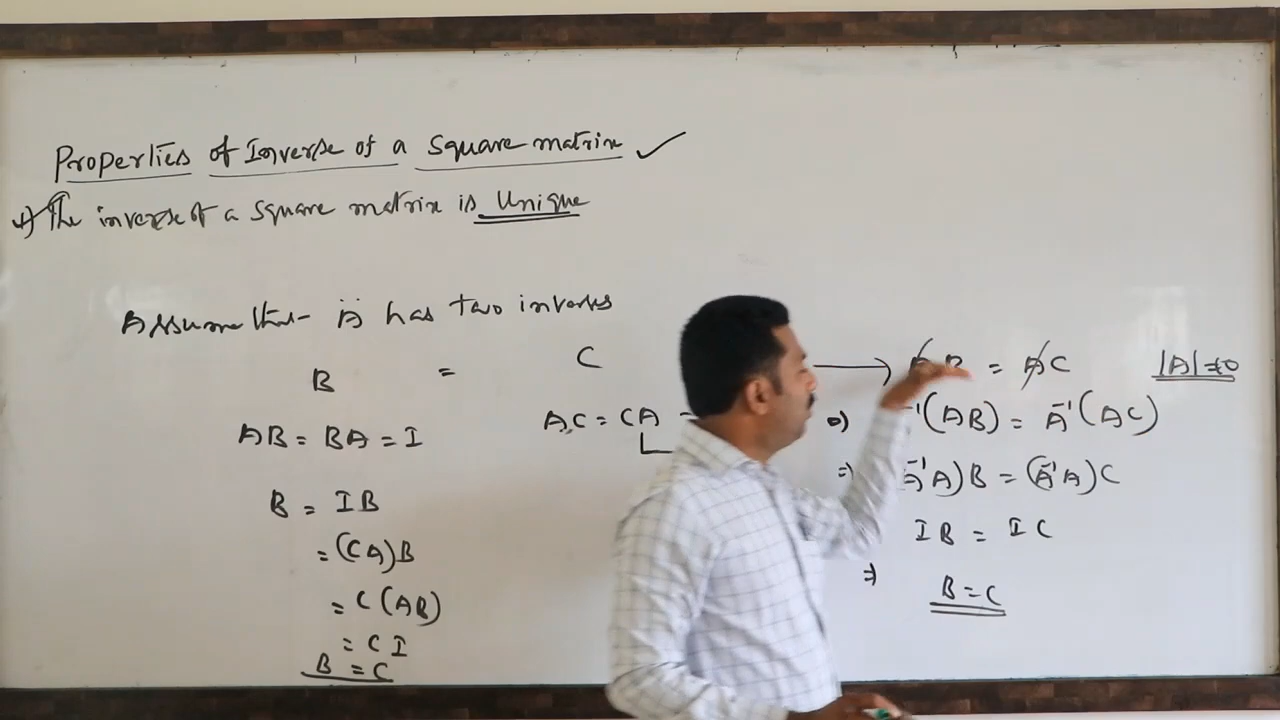 Properties of Inverse of a Square matrix ✓
1) The inverse of a square matrix is Unique
Assume that A has two inverses
B = C
AB = BA = I
B = IB
= (CA)B
= C(AB)
= CI
B = C
AC = CA
AB = AC |A| ≠ 0
(AB) = A⁻¹(AC)
⇒ A⁻¹A)B = (A⁻¹A)C
IB = IC
⇒ B = C